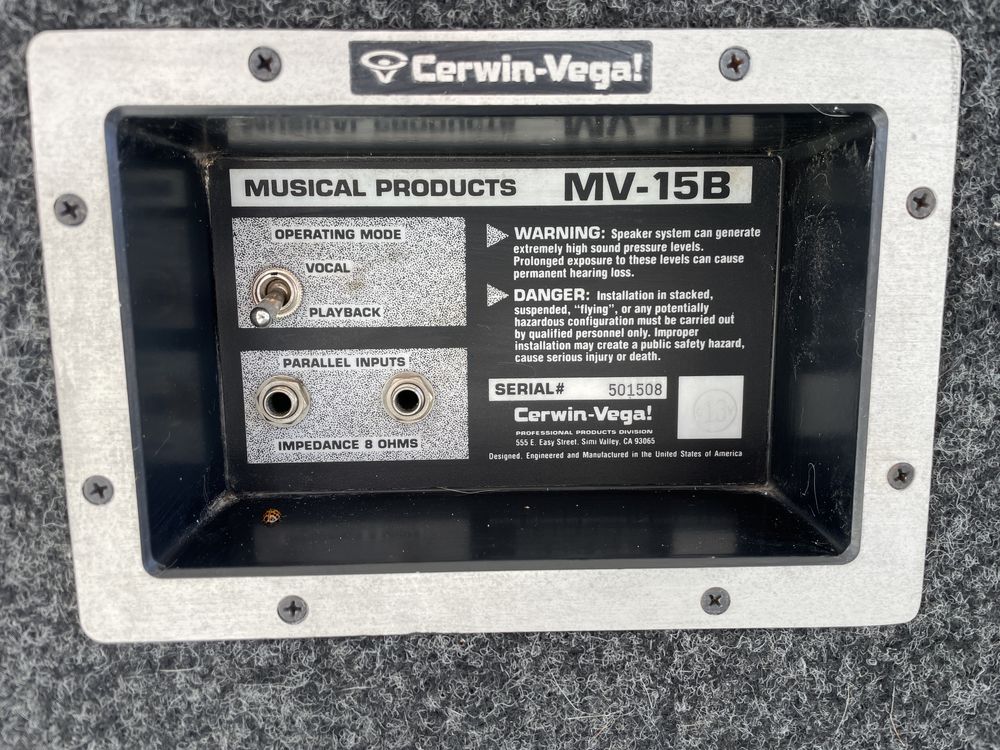 Cerwin-Vega!
MUSICAL PRODUCTS MV-15B
OPERATING MODE
VOCAL
PLAYBACK
PARALLEL INPUTS
IMPEDANCE 8 OHMS
WARNING: Speaker system can generate
extremely high sound pressure levels.
Prolonged exposure to these levels can cause
permanent hearing loss.
DANGER: Installation in stacked,
suspended, "flying", or any potentially
hazardous configuration must be carried out
by qualified personnel only. Improper
installation may create a public safety hazard,
cause serious injury or death.
SERIAL# 501508
Cerwin-Vega!
PROFESSIONAL PRODUCTS DIVISION
555 E. Easy Street, Simi Valley, CA 93065
Designed, Engineered and Manufactured in the United States of America